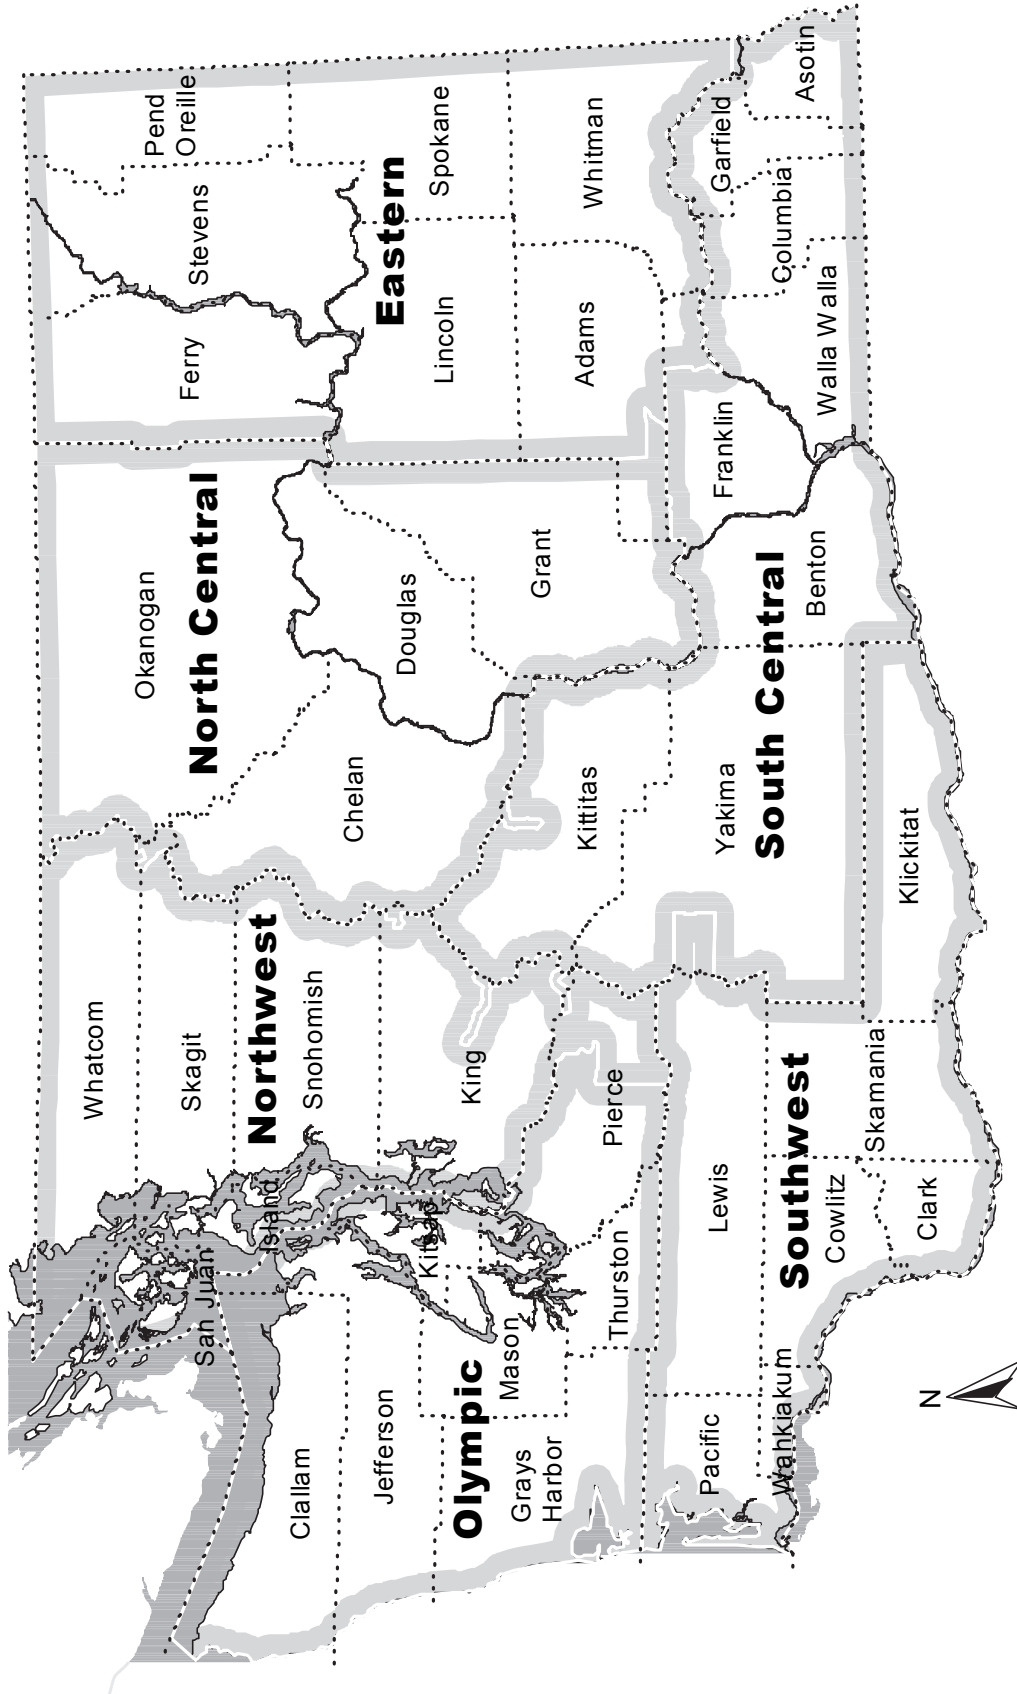 Whatcom
Skagit
Northwest
Snohomish
King
San Juan
Island
Okanogan
North Central
Chelan
Douglas
Grant
Ferry
Stevens
Pend
Oreille
Eastern
Lincoln
Spokane
Adams
Whitman
Clallam
Jefferson
Olympic
Grays
Harbor
Mason
Kitsap
Thurston
Pierce
Kittitas
Yakima
South Central
Benton
Franklin
Walla Walla
Columbia
Garfield
Asotin
Pacific
Lewis
Wahkiakum
Southwest
Cowlitz
Skamania
Clark
Klickitat
N